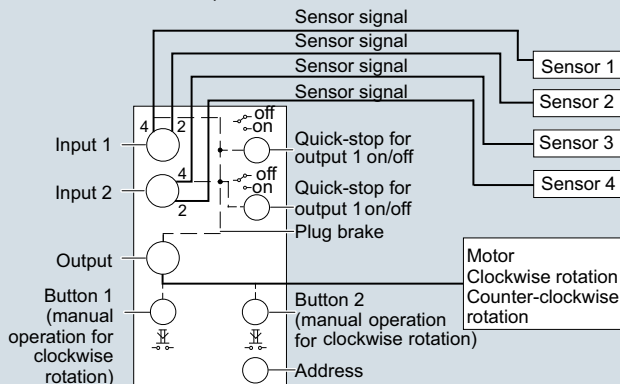 Sensor signal
Sensor signal
Sensor signal
Sensor signal
Sensor 1
Sensor 2
Sensor 3
Sensor 4
Input 1
4
2
off
on
Quick-stop for
output 1 on/off
Input 2
4
2
off
on
Quick-stop for
output 1 on/off
Plug brake
Output
Motor
Clockwise rotation
Counter-clockwise
rotation
Button 1
(manual
operation for
clockwise
rotation)
Button 2
(manual operation
for clockwise rotation)
Address